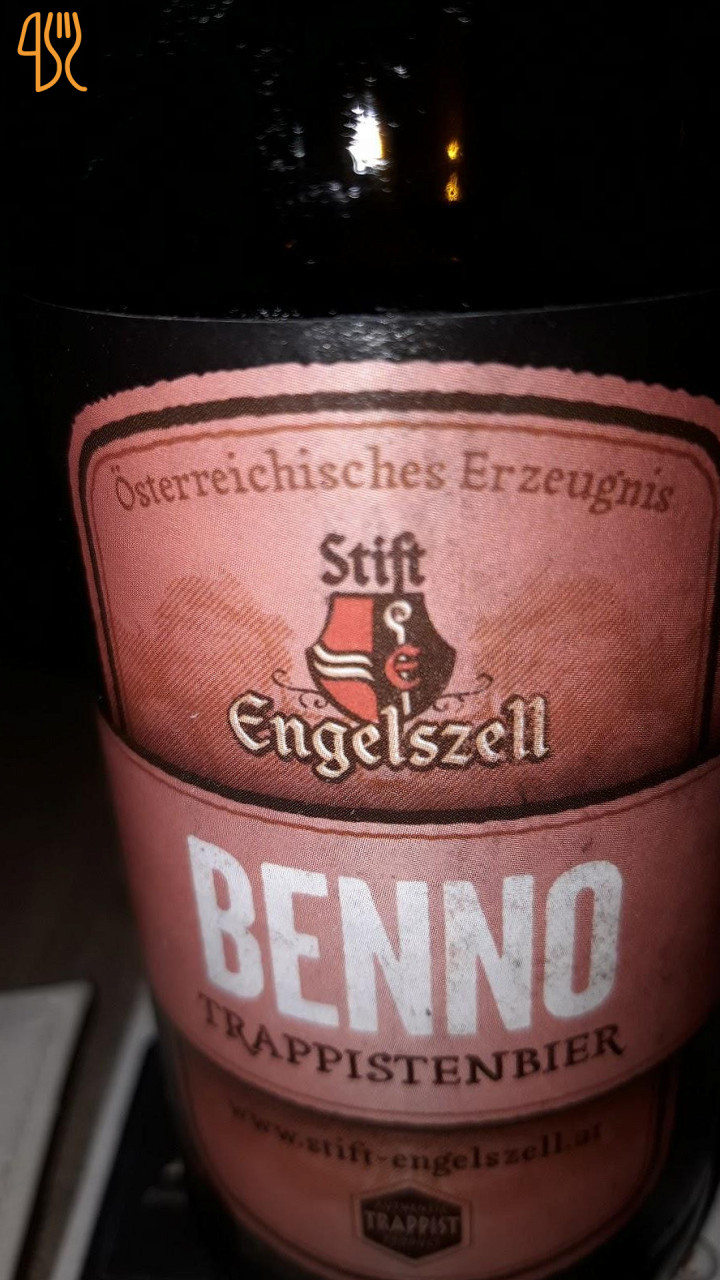 Österreichisches Erzeugnis
Stift
E
Engelszell
BENNO
TRAPPISTENBIER
www.stift-engelszell.at
TRAPPIST